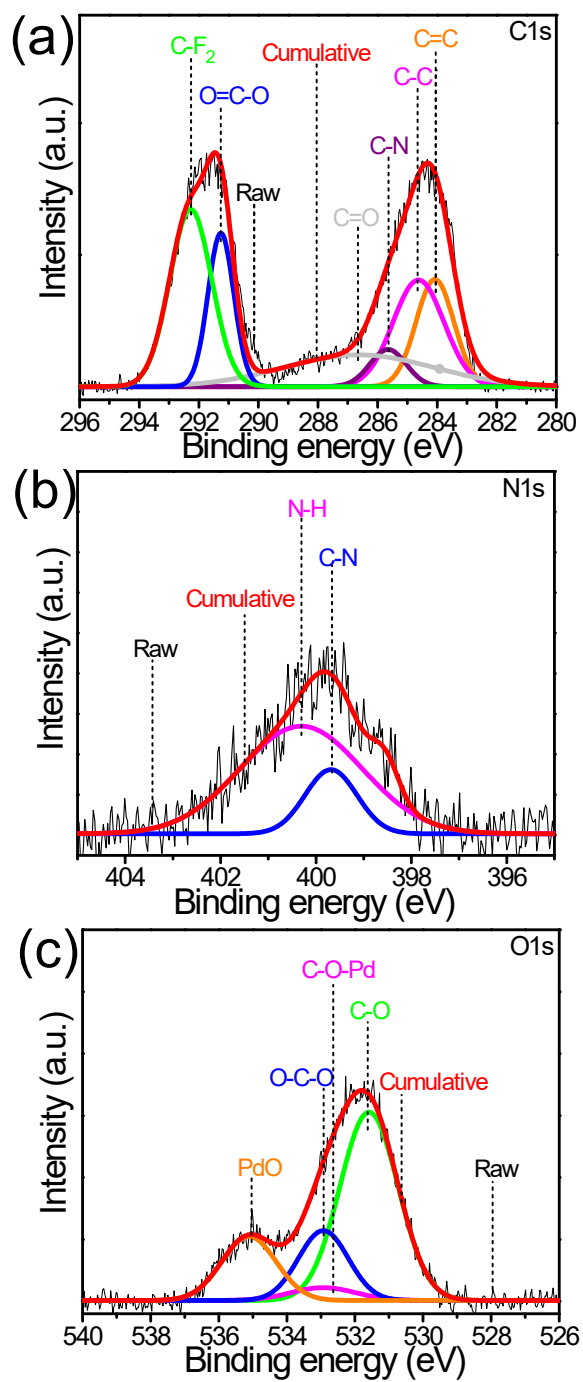 (a)
C1s
C-F2
Cumulative
C=C
O=C-O
C-C
C-N
Raw
C=O
Intensity (a.u.)
296 294 292 290 288 286 284 282 280
Binding energy (eV)
(b)
N1s
N-H
C-N
Cumulative
Raw
Intensity (a.u.)
404 402 400 398 396
Binding energy (eV)
(c)
O1s
C-O-Pd
C-O
O-C-O
Cumulative
PdO
Raw
Intensity (a.u.)
540 538 536 534 532 530 528 526
Binding energy (eV)